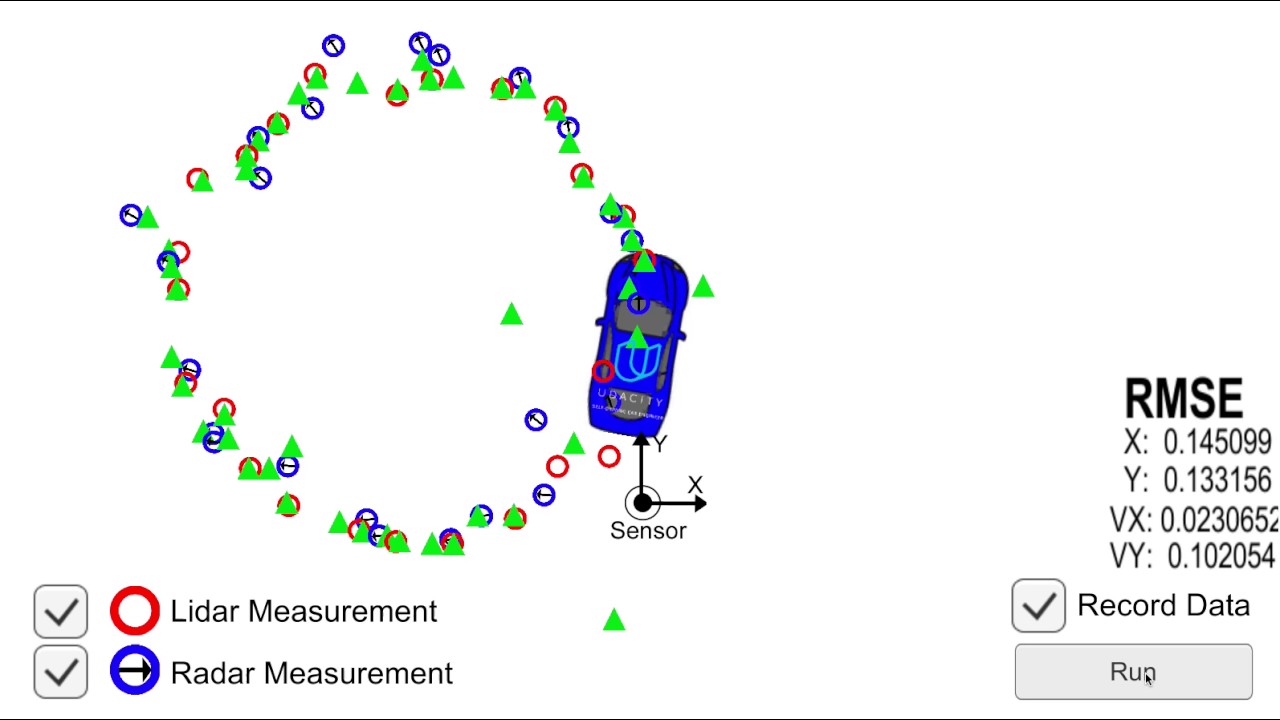 UDACITY
Y
X
Sensor
RMSE
X: 0.145099
Y: 0.133156
VX: 0.0230652
VY: 0.102054
Lidar Measurement
Radar Measurement
Record Data
Run